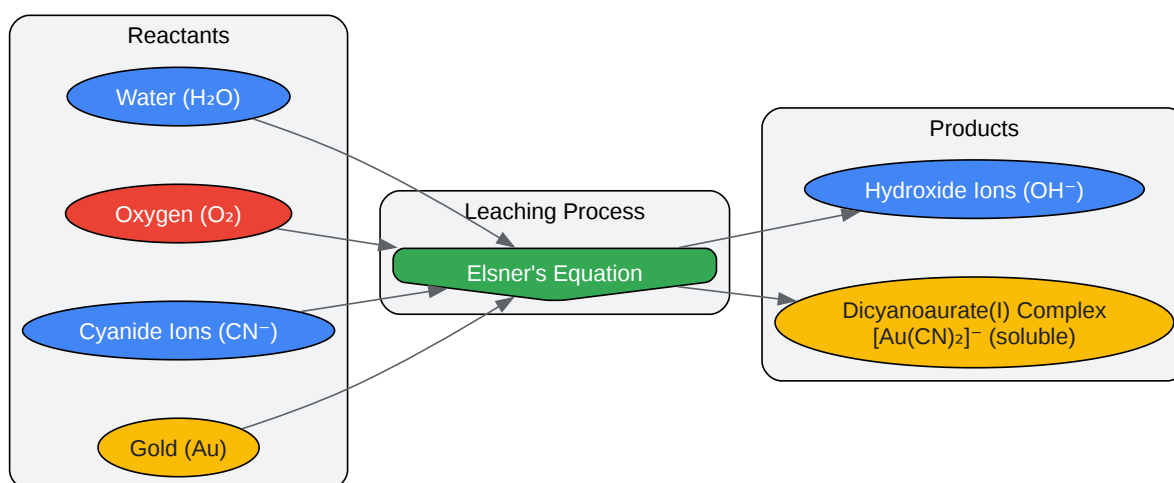 Reactants
Water (H₂O)
Oxygen (O₂)
Cyanide Ions (CN⁻)
Gold (Au)
Leaching Process
Elsner's Equation
Products
Hydroxide Ions (OH⁻)
Dicyanoaurate(I) Complex
[Au(CN)₂]⁻ (soluble)